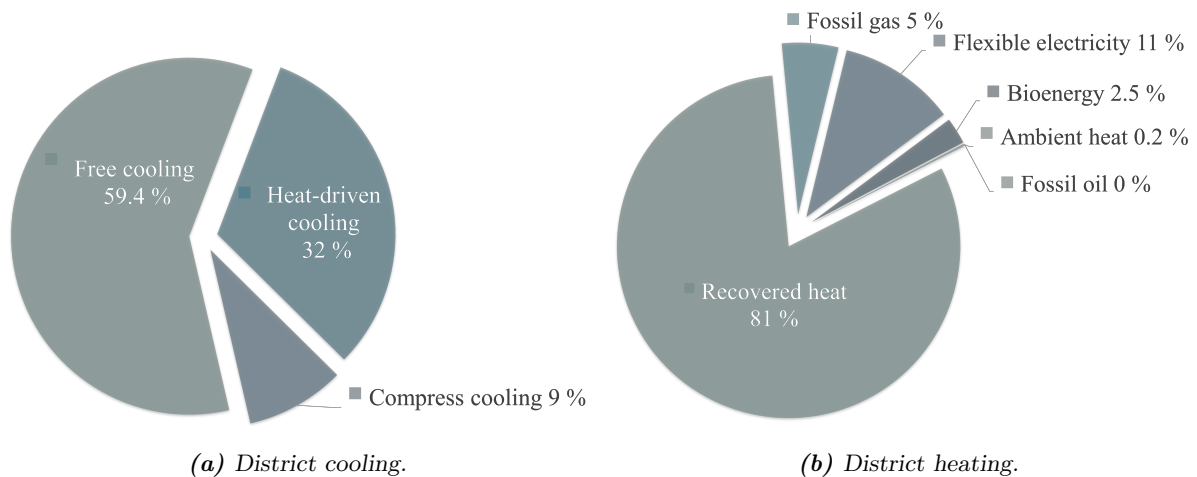 Free cooling
59.4 %
Heat-driven
cooling
32 %
Compress cooling 9 %
(a) District cooling.
Fossil gas 5 %
Flexible electricity 11 %
Bioenergy 2.5 %
Ambient heat 0.2 %
Fossil oil 0 %
Recovered heat
81 %
(b) District heating.